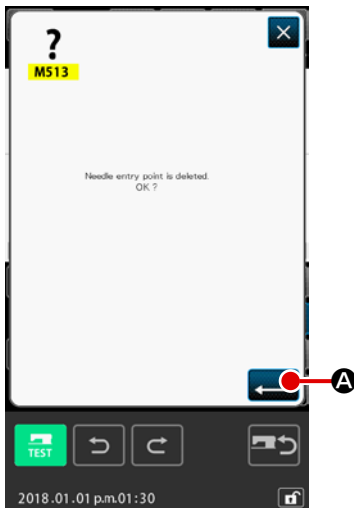 ?
M513
Needle entry point is deleted.
OK ?
A
TEST
2018.01.01 p.m.01:30